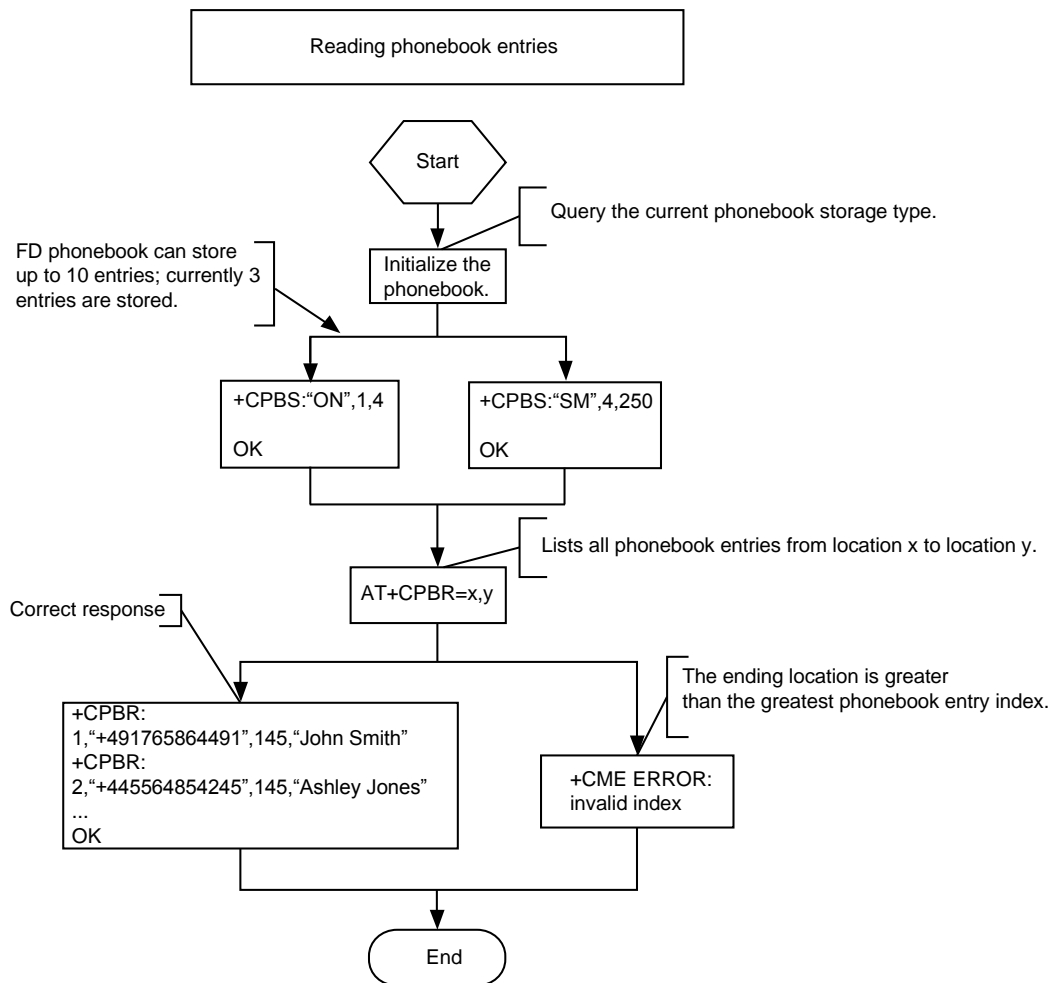 Reading phonebook entries
Start
Query the current phonebook storage type.
FD phonebook can store
up to 10 entries; currently 3
entries are stored.
Initialize the
phonebook.
+CPBS:“ON”,1,4
OK
+CPBS:“SM”,4,250
OK
Lists all phonebook entries from location x to location y.
AT+CPBR=x,y
Correct response
The ending location is greater
than the greatest phonebook entry index.
+CPBR:
1,“+491765864491”,145,“John Smith”
+CPBR:
2,“+445564854245”,145,“Ashley Jones”
...
OK
+CME ERROR:
invalid index
End